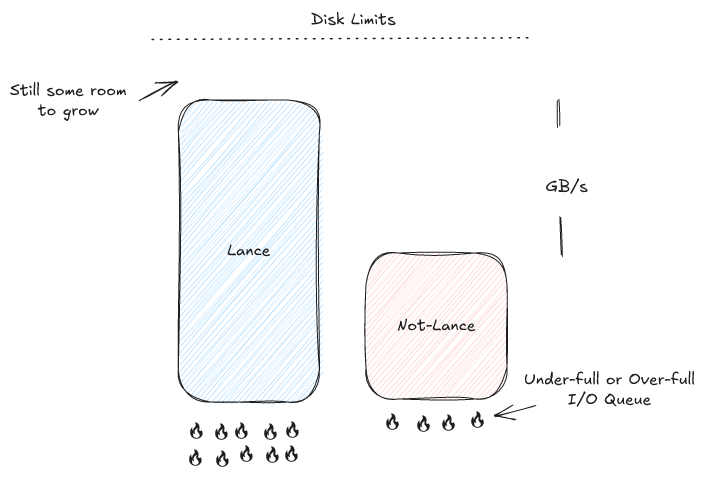 Disk Limits
Still some room
to grow
GB/s
Lance
Not-Lance
Under-full or Over-full
I/O Queue